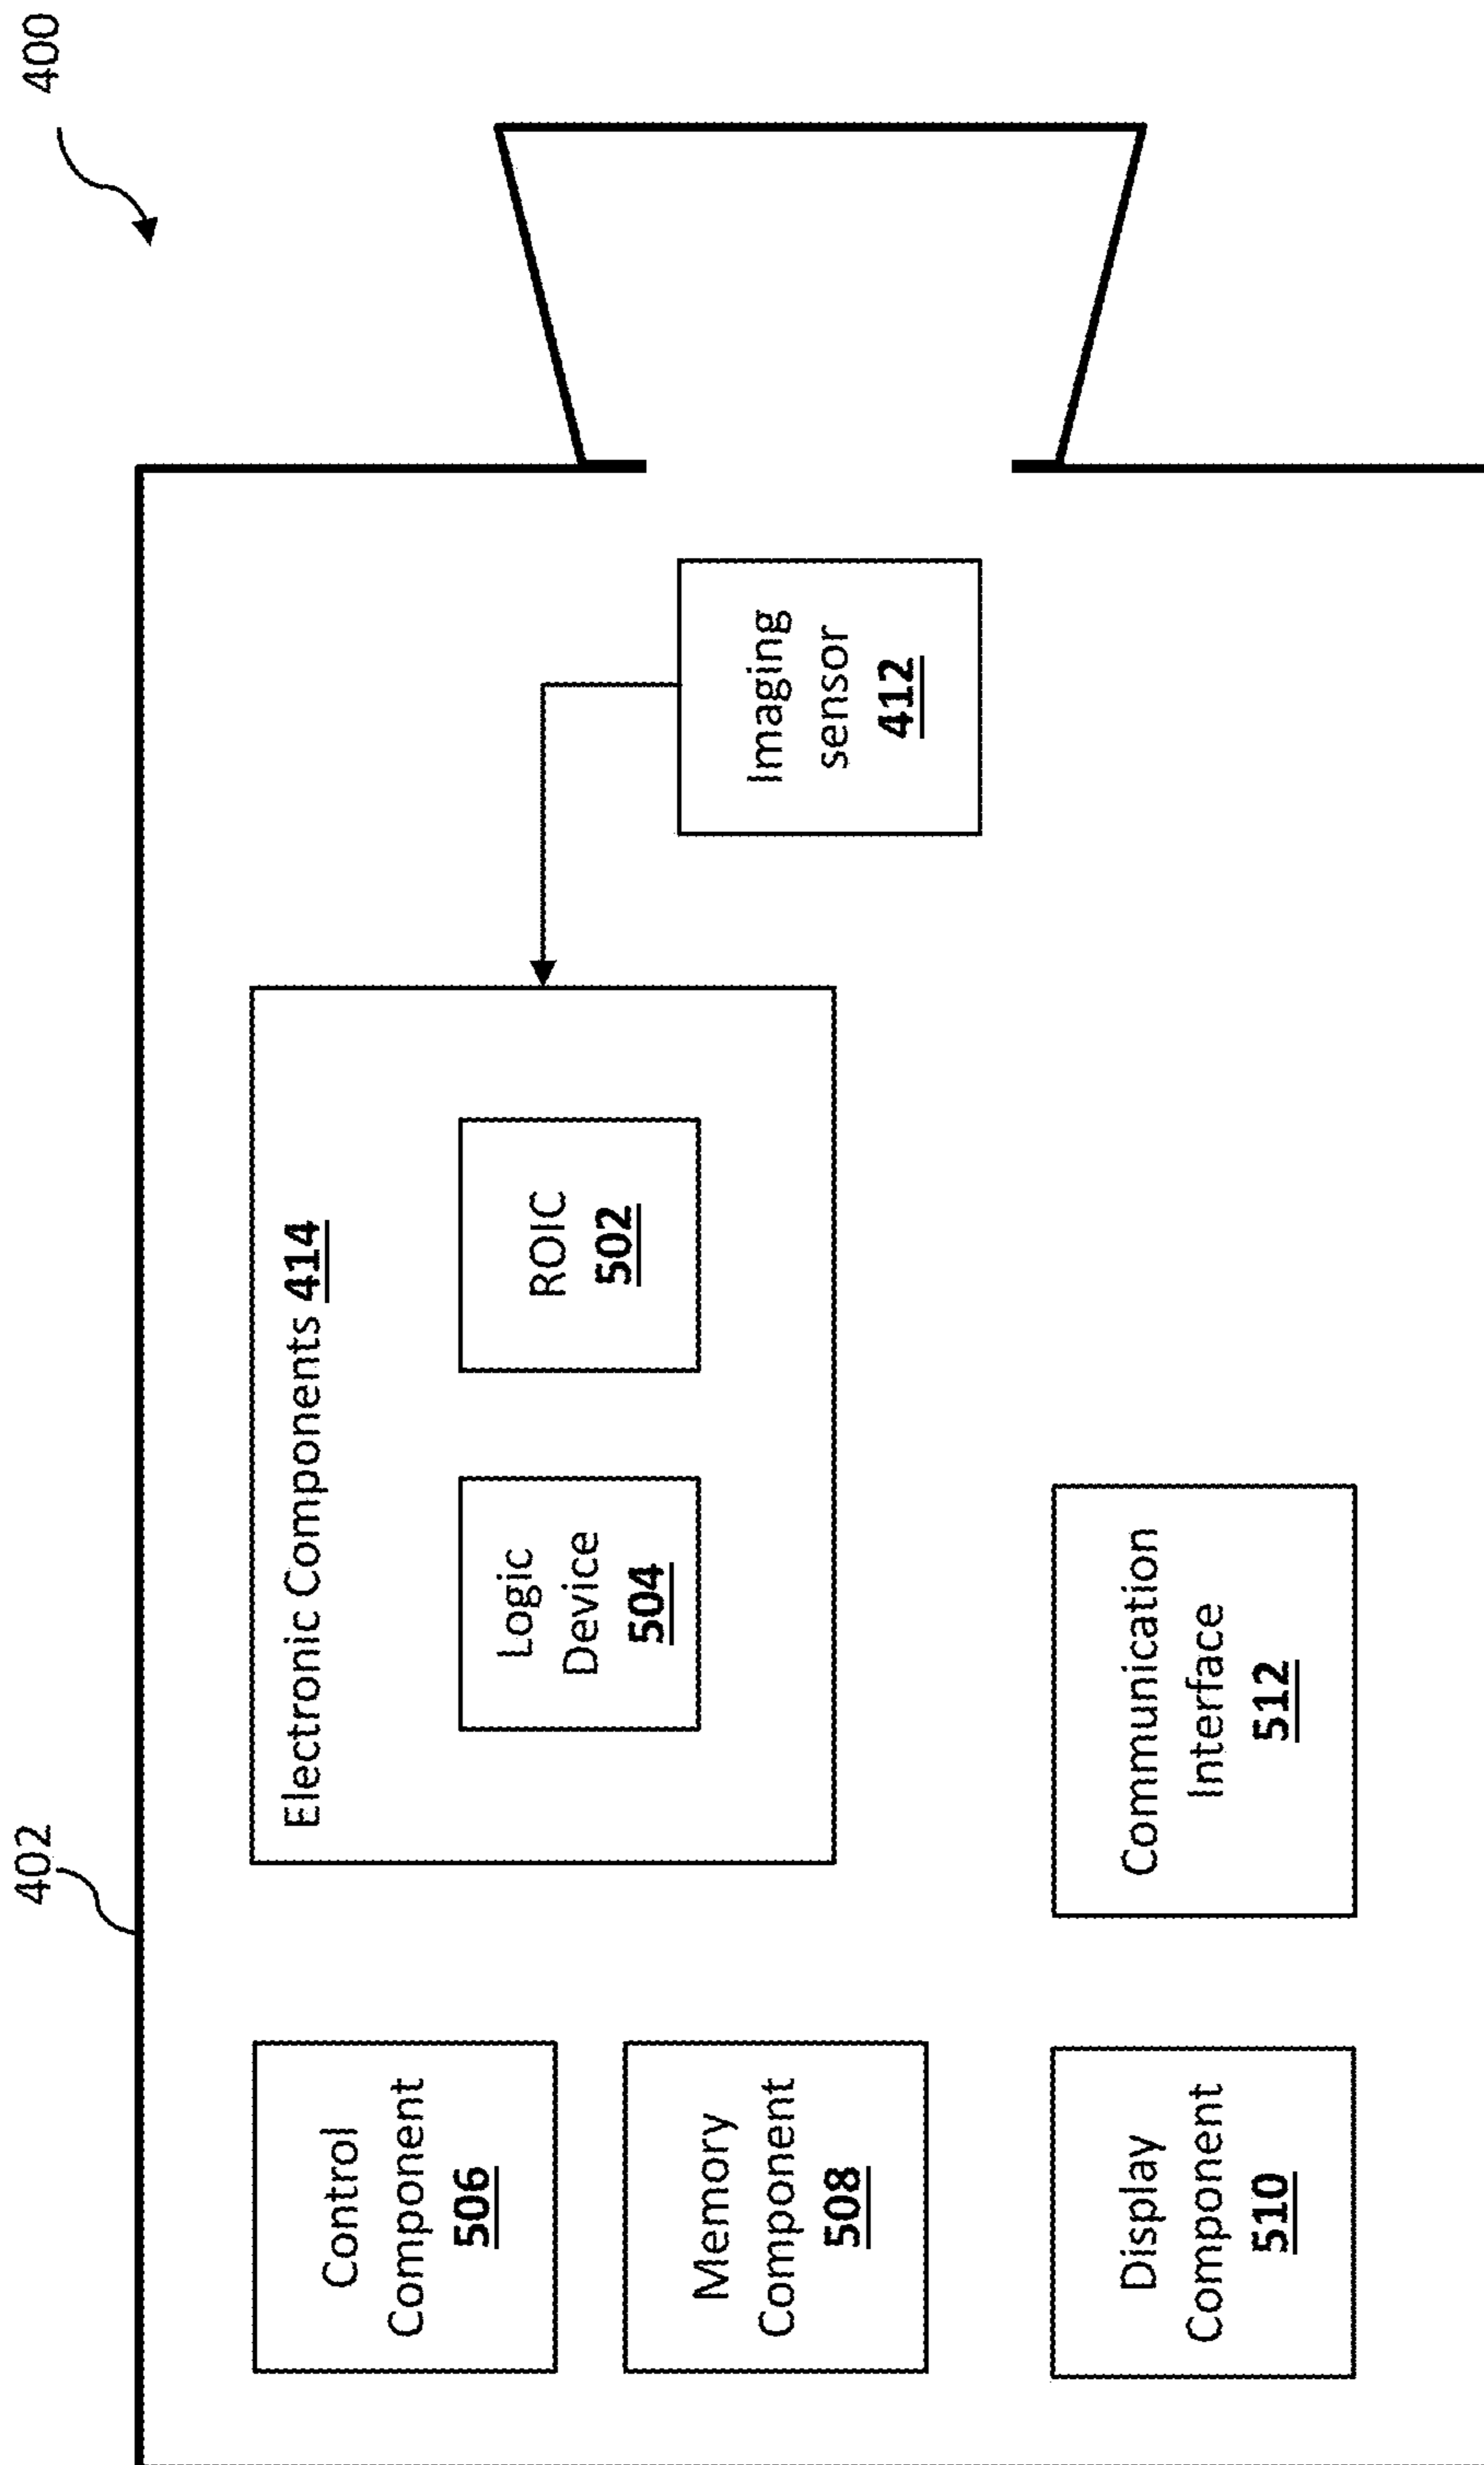 400
402
Electronic Components 414
Control
Component
506
Logic
Device
504
ROIC
502
Memory
Component
508
Imaging
sensor
412
Display
Component
510
Communication
Interface
512